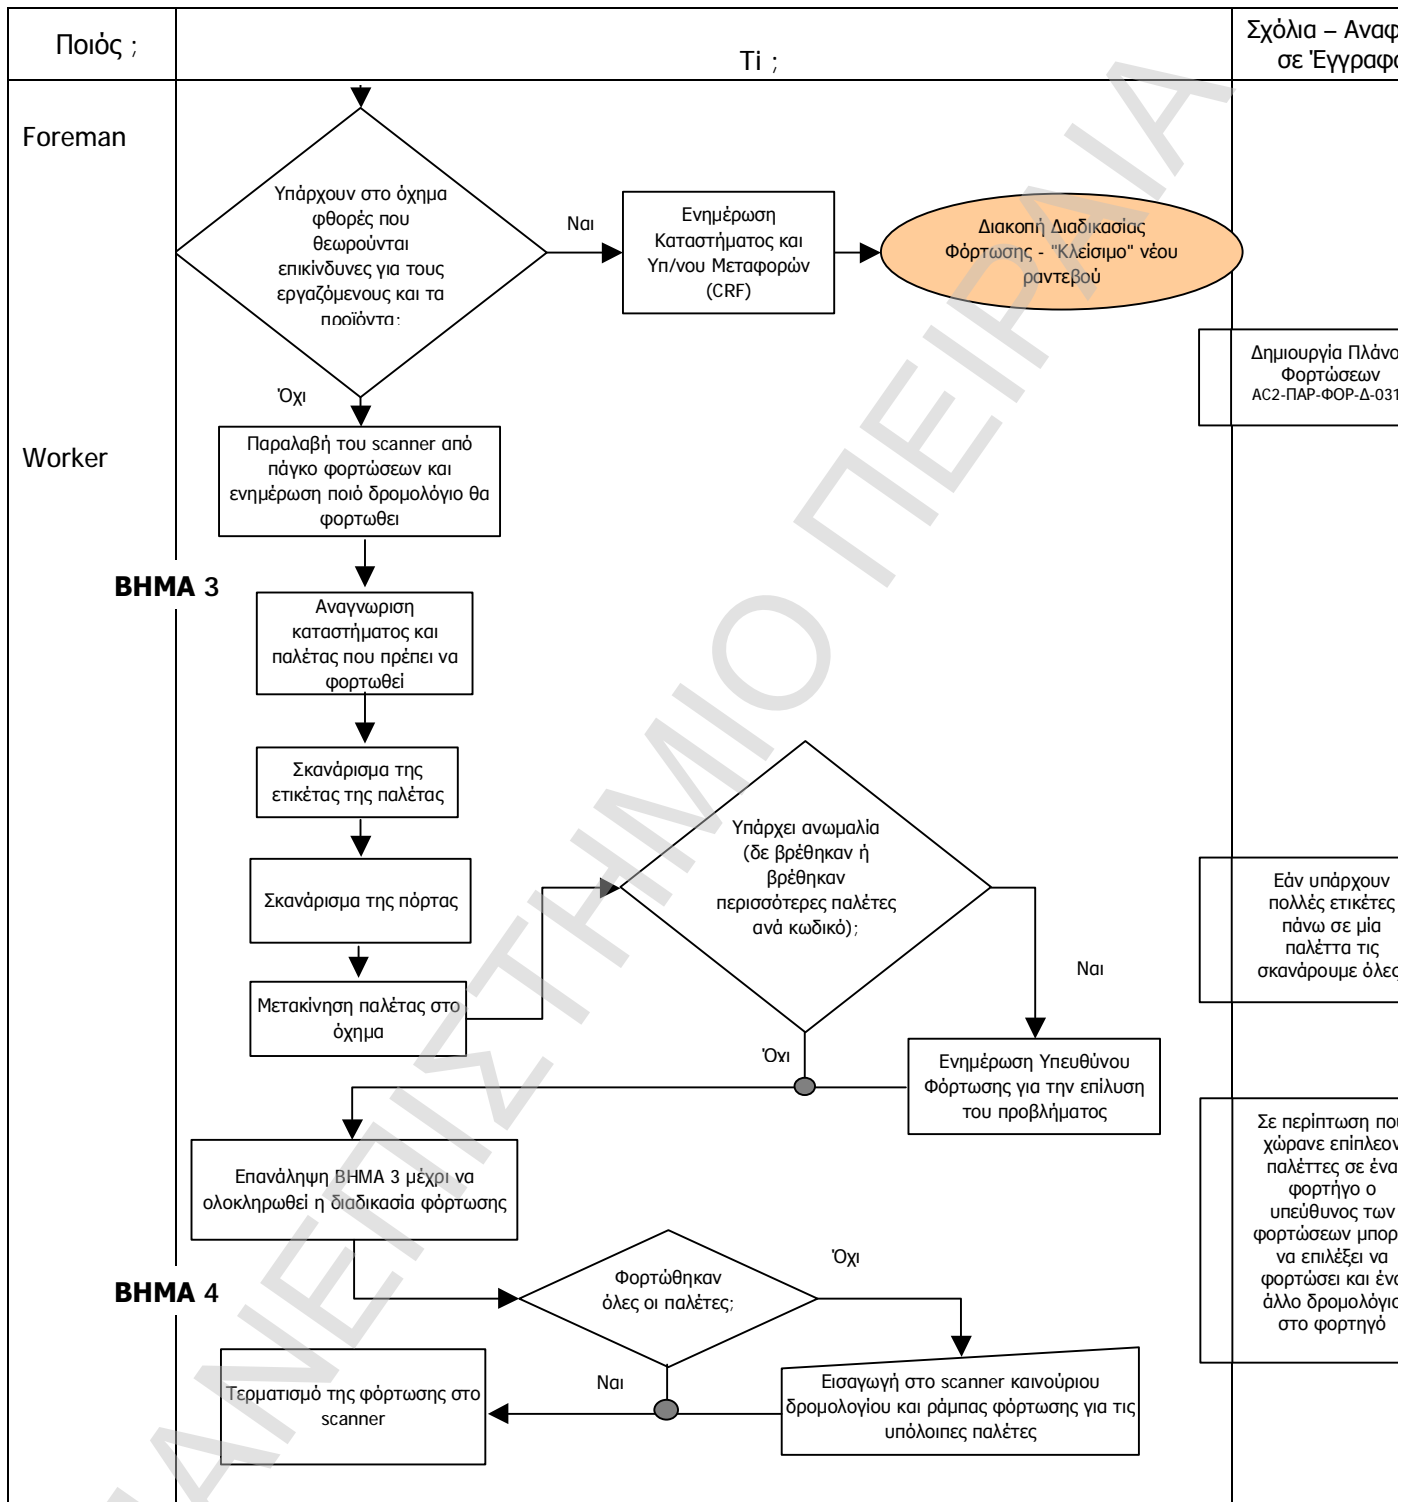 Ποιός ;
Τi ;
Σχόλια – Αναφ
σε Έγγραφα
Foreman
Υπάρχουν στο όχημα
φθορές που
θεωρούνται
επικίνδυνες για τους
εργαζόμενους και τα
προϊόντα;
Ναι
Ενημέρωση
Καταστήματος και
Υπ/νου Μεταφορών
(CRF)
Διακοπή Διαδικασίας
Φόρτωσης - "Κλείσιμο" νέου
ραντεβού
Δημιουργία Πλάνο
Φορτώσεων
AC2-ΠΑΡ-ΦΟΡ-Δ-031
Όχι
Worker
Παραλαβή του scanner από
πάγκο φορτώσεων και
ενημέρωση ποιό δρομολόγιο θα
φορτωθει
ΒΗΜΑ 3
Αναγνωριση
καταστήματος και
παλέτας που πρέπει να
φορτωθεί
Σκανάρισμα της
ετικέτας της παλέτας
Σκανάρισμα της πόρτας
Μετακίνηση παλέτας στο
όχημα
Υπάρχει ανωμαλία
(δε βρέθηκαν ή
βρέθηκαν
περισσότερες παλέτες
ανά κωδικό);
Ναι
Εάν υπάρχουν
πολλές ετικέτες
πάνω σε μία
παλέττα τις
σκανάρουμε όλες
Όχι
Ενημέρωση Υπευθύνου
Φόρτωσης για την επίλυση
του προβλήματος
Επανάληψη ΒΗΜΑ 3 μέχρι να
ολοκληρωθεί η διαδικασία φόρτωσης
Σε περίπτωση που
χώρανε επίπλεον
παλέττες σε ένα
φορτήγο ο
υπεύθυνος των
φορτώσεων μπορ
να επιλέξει να
φορτώσει και ένα
άλλο δρομολόγιο
στο φορτηγό
ΒΗΜΑ 4
Φορτώθηκαν
όλες οι παλέτες;
Όχι
Ναι
Τερματισμό της φόρτωσης στο
scanner
Εισαγωγή στο scanner καινούριου
δρομολογίου και ράμπας φόρτωσης για τις
υπόλοιπες παλέτες
ΠΑΝΕΠΙΣΤΗΜΙΟ ΠΕΙΡΑΙΑ